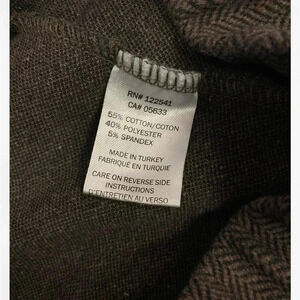 RN# 122541
CA# 05633
55% COTTON/COTON
40% POLYESTER
5% SPANDEX
MADE IN TURKEY
FABRIQUÉ EN TURQUIE
CARE ON REVERSE SIDE
INSTRUCTIONS
D'ENTRETIEN AU VERSO